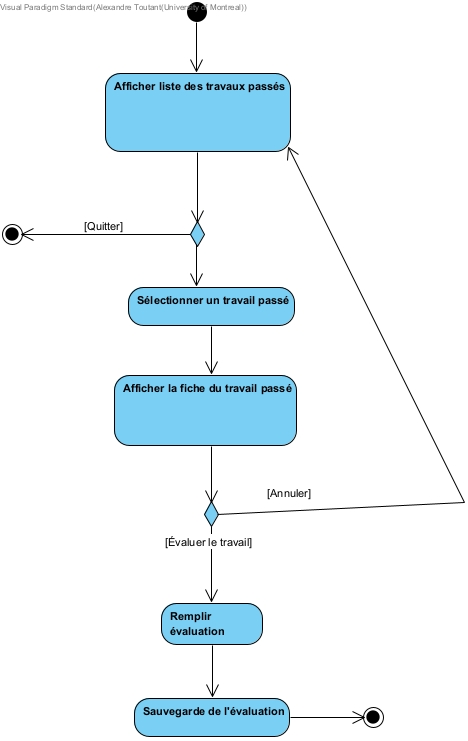 Visual Paradigm Standard(Alexandre Toutant(University of Montreal))
Afficher liste des travaux passés
[Quitter]
Sélectionner un travail passé
Afficher la fiche du travail passé
[Annuler]
[Évaluer le travail]
Remplir
évaluation
Sauvegarde de l'évaluation